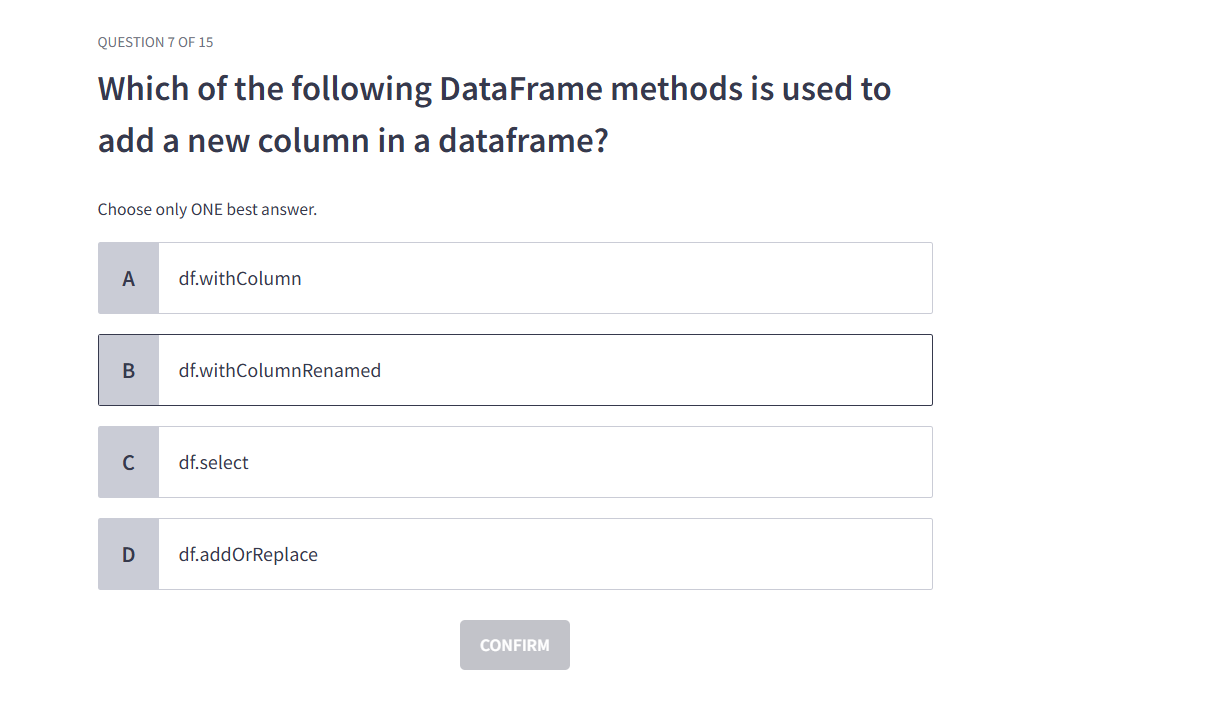 QUESTION 7 OF 15
Which of the following DataFrame methods is used to
add a new column in a dataframe?
Choose only ONE best answer.
A df.withColumn
B df.withColumnRenamed
C df.select
D df.addOrReplace
CONFIRM